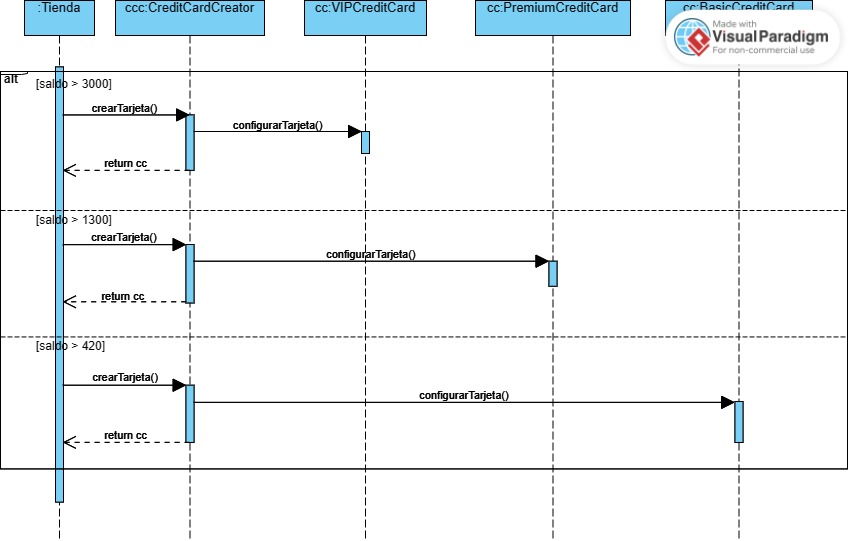 :Tienda
ccc:CreditCardCreator
cc:VIPCreditCard
cc:PremiumCreditCard
cc:BasicCreditCard
Made with
Visual Paradigm
For non-commercial use
alt
[saldo > 3000]
crearTarjeta()
configurarTarjeta()
return cc
[saldo > 1300]
crearTarjeta()
configurarTarjeta()
return cc
[saldo > 420]
crearTarjeta()
configurarTarjeta()
return cc